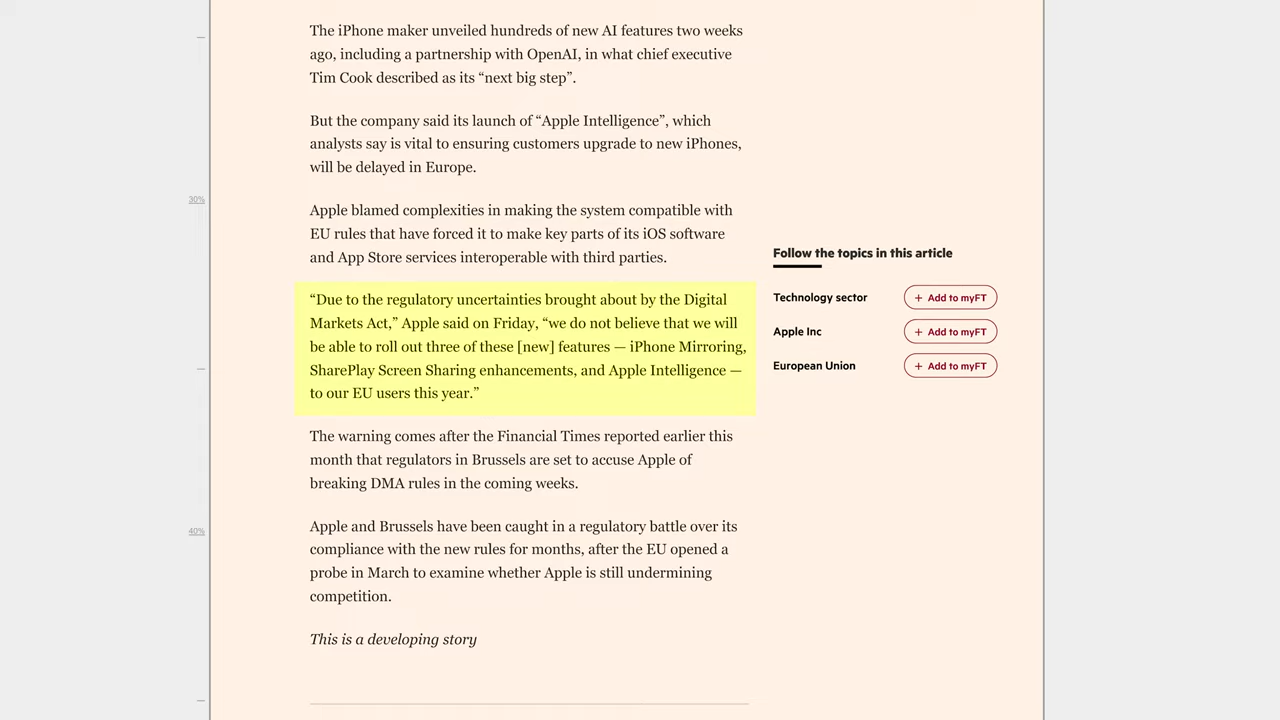 The iPhone maker unveiled hundreds of new AI features two weeks
ago, including a partnership with OpenAI, in what chief executive
Tim Cook described as its “next big step”.
But the company said its launch of “Apple Intelligence”, which
analysts say is vital to ensuring customers upgrade to new iPhones,
will be delayed in Europe.
30%
Apple blamed complexities in making the system compatible with
EU rules that have forced it to make key parts of its iOS software
and App Store services interoperable with third parties.
“Due to the regulatory uncertainties brought about by the Digital
Markets Act,” Apple said on Friday, “we do not believe that we will
be able to roll out three of these [new] features — iPhone Mirroring,
SharePlay Screen Sharing enhancements, and Apple Intelligence —
to our EU users this year.”
The warning comes after the Financial Times reported earlier this
month that regulators in Brussels are set to accuse Apple of
breaking DMA rules in the coming weeks.
40%
Apple and Brussels have been caught in a regulatory battle over its
compliance with the new rules for months, after the EU opened a
probe in March to examine whether Apple is still undermining
competition.
This is a developing story
Follow the topics in this article
Technology sector + Add to myFT
Apple Inc + Add to myFT
European Union + Add to myFT